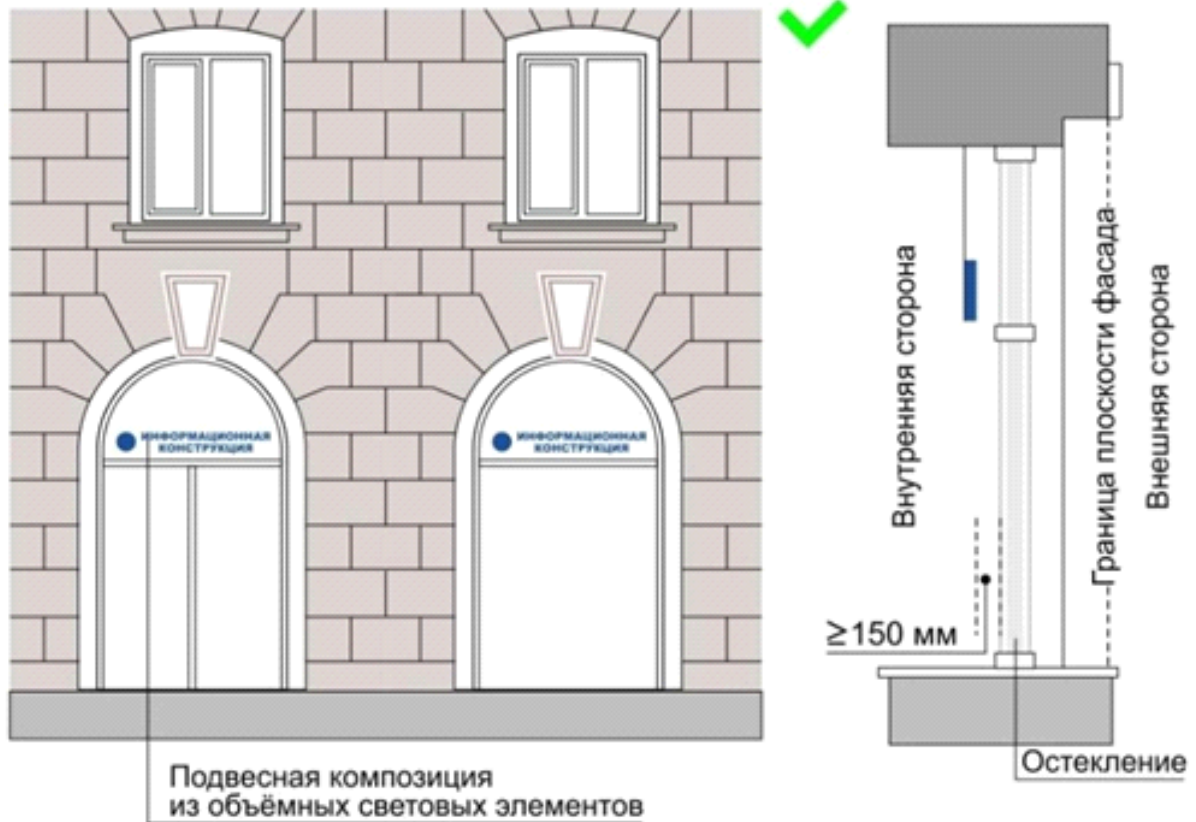 ИНФОРМАЦИОННАЯ
КОНСТРУКЦИЯ
ИНФОРМАЦИОННАЯ
КОНСТРУКЦИЯ
Подвесная композиция
из объёмных световых элементов
Внутренняя сторона
Граница плоскости фасада
Внешняя сторона
≥150 мм
Остекление